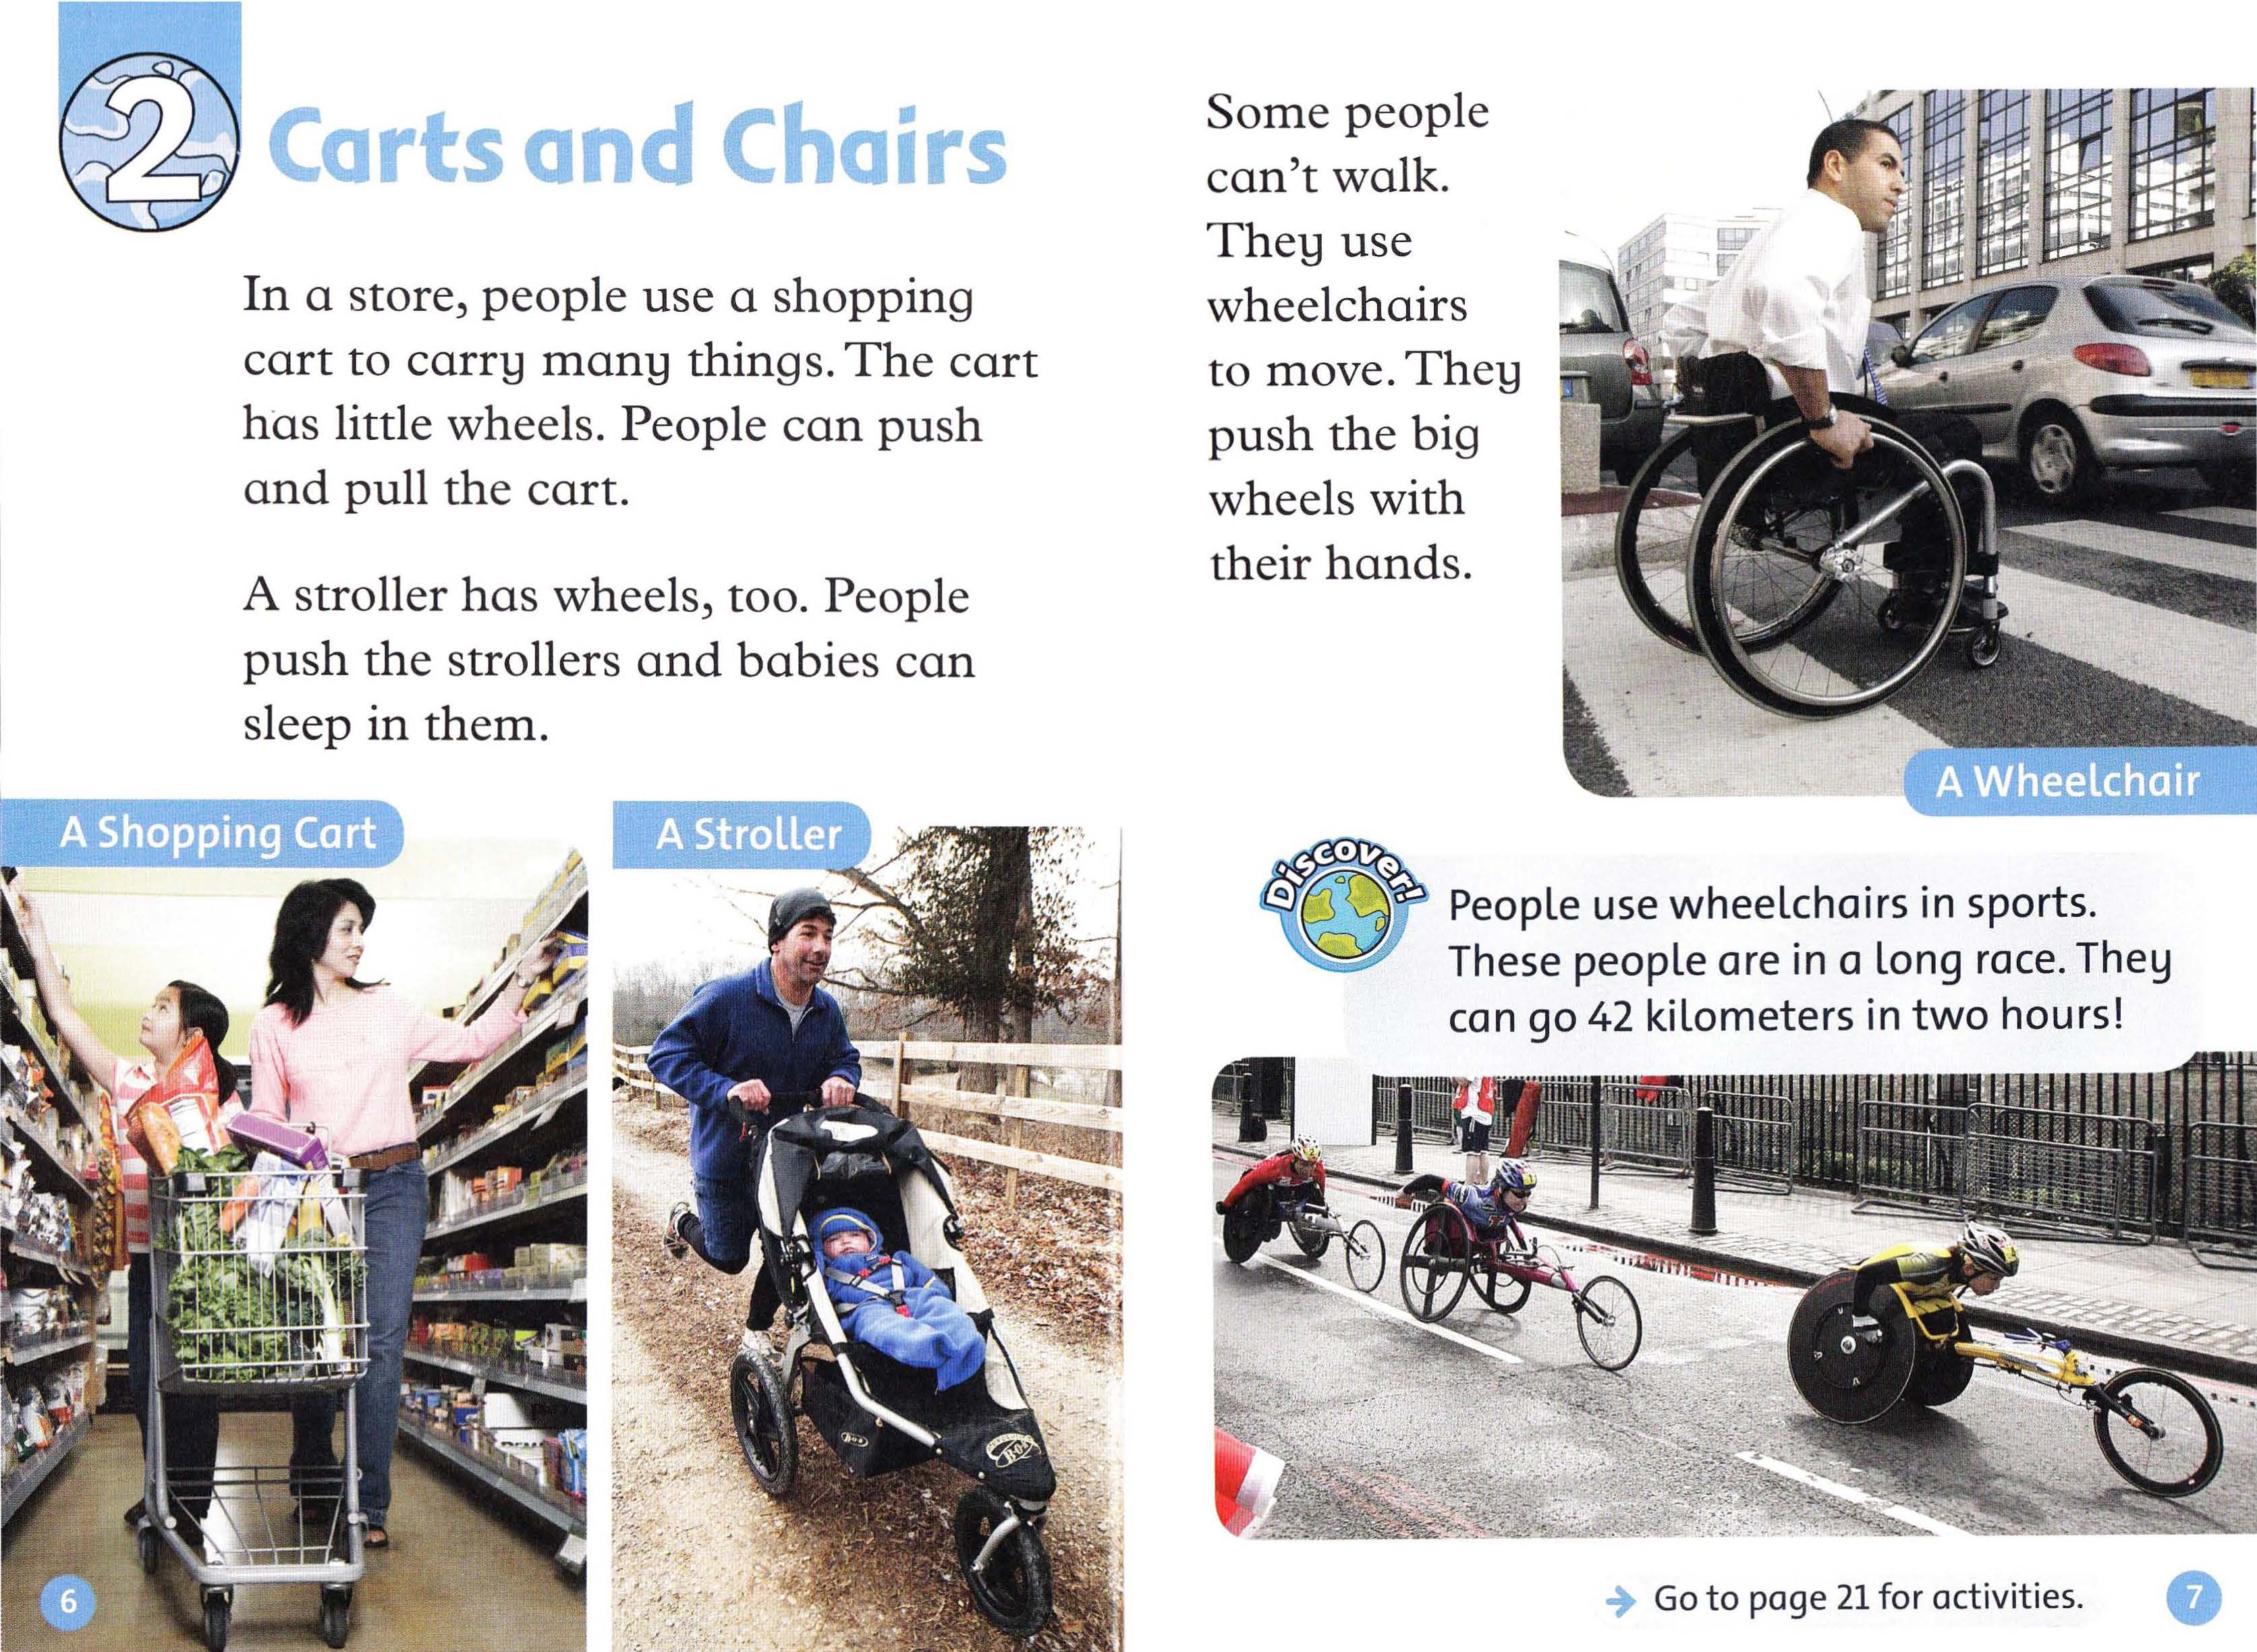 2
Carts and Chairs
In a store, people use a shopping
cart to carry many things. The cart
has little wheels. People can push
and pull the cart.
A stroller has wheels, too. People
push the strollers and babies can
sleep in them.
A Shopping Cart
A Stroller
BOB
BOB
6
Some people
can't walk.
They use
wheelchairs
to move. They
push the big
wheels with
their hands.
A Wheelchair
Discover!
People use wheelchairs in sports.
These people are in a long race. They
can go 42 kilometers in two hours!
Go to page 21 for activities.
7